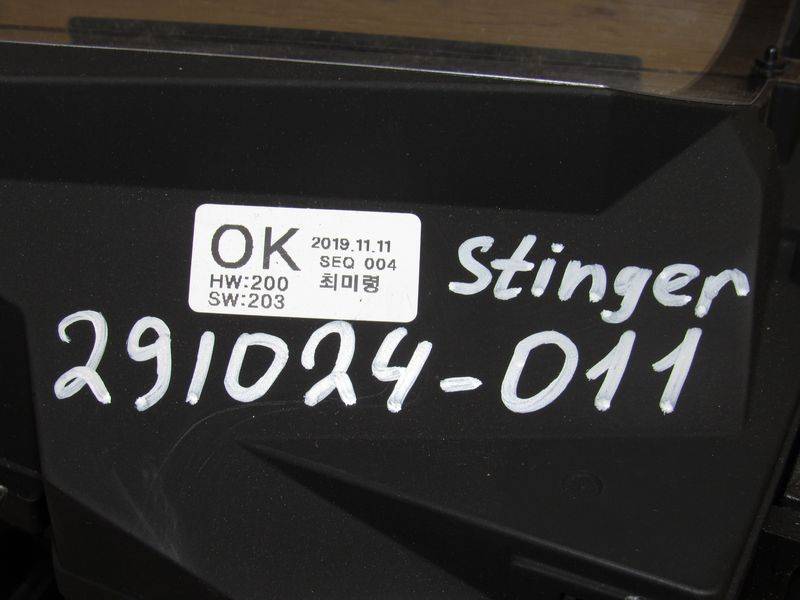 OK 2019.11.11
SEQ 004
HW:200 최미령
SW:203
Stinger
291024-011